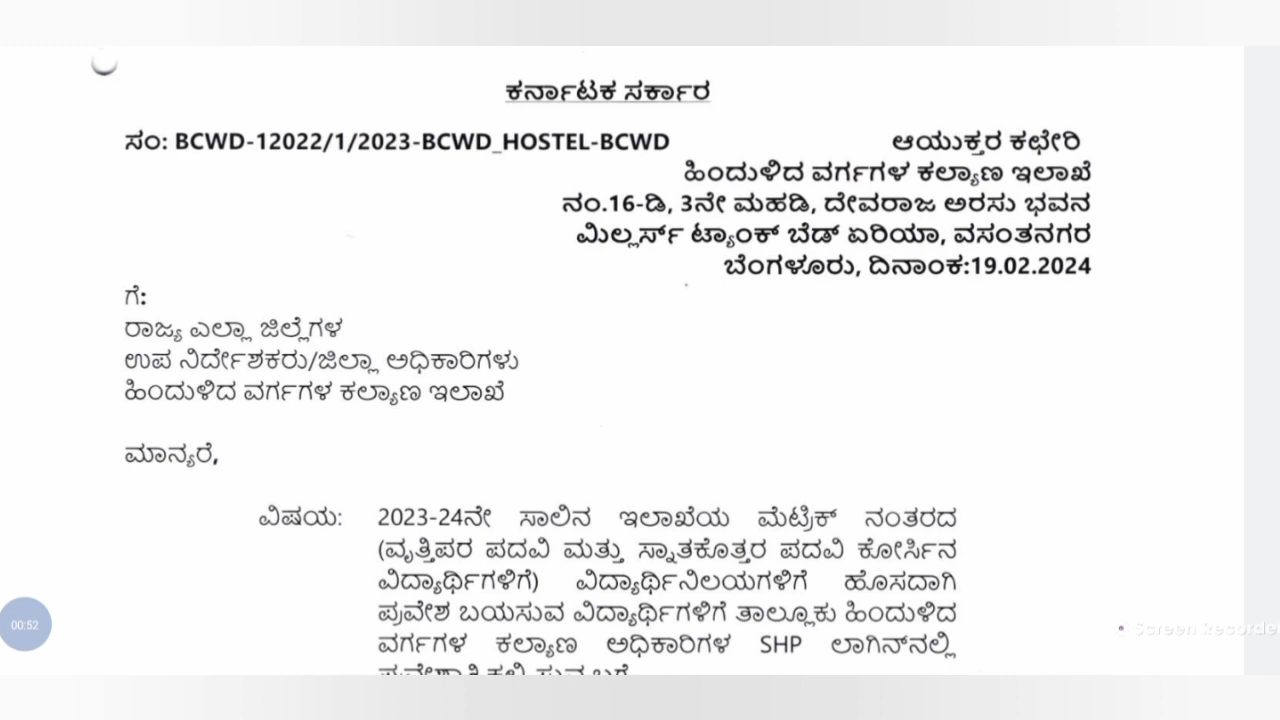 ಕರ್ನಾಟಕ ಸರ್ಕಾರ
ಸಂ: BCWD-12022/1/2023-BCWD_HOSTEL-BCWD ಆಯುಕ್ತರ ಕಛೇರಿ
ಹಿಂದುಳಿದ ವರ್ಗಗಳ ಕಲ್ಯಾಣ ಇಲಾಖೆ
ನಂ.16-ಡಿ, 3ನೇ ಮಹಡಿ, ದೇವರಾಜ ಅರಸು ಭವನ
ಮಿಲ್ಲರ್ಸ್ ಟ್ಯಾಂಕ್ ಬೆಡ್ ಏರಿಯಾ, ವಸಂತನಗರ
ಬೆಂಗಳೂರು, ದಿನಾಂಕ:19.02.2024
ಗೆ:
ರಾಜ್ಯ ಎಲ್ಲಾ ಜಿಲ್ಲೆಗಳ
ಉಪ ನಿರ್ದೇಶಕರು/ಜಿಲ್ಲಾ ಅಧಿಕಾರಿಗಳು
ಹಿಂದುಳಿದ ವರ್ಗಗಳ ಕಲ್ಯಾಣ ಇಲಾಖೆ
ಮಾನ್ಯರೆ,
ವಿಷಯ: 2023-24ನೇ ಸಾಲಿನ ಇಲಾಖೆಯ ಮೆಟ್ರಿಕ್ ನಂತರದ
(ವೃತ್ತಿಪರ ಪದವಿ ಮತ್ತು ಸ್ನಾತಕೊತ್ತರ ಪದವಿ ಕೋರ್ಸಿನ
00:52 ವಿದ್ಯಾರ್ಥಿಗಳಿಗೆ) ವಿದ್ಯಾರ್ಥಿನಿಲಯಗಳಿಗೆ ಹೊಸದಾಗಿ
ಪ್ರವೇಶ ಬಯಸುವ ವಿದ್ಯಾರ್ಥಿಗಳಿಗೆ ತಾಲ್ಲೂಕು ಹಿಂದುಳಿದ
ವರ್ಗಗಳ ಕಲ್ಯಾಣ ಅಧಿಕಾರಿಗಳ SHP ಲಾಗಿನ್‌ನಲ್ಲಿ
Screen Recorder